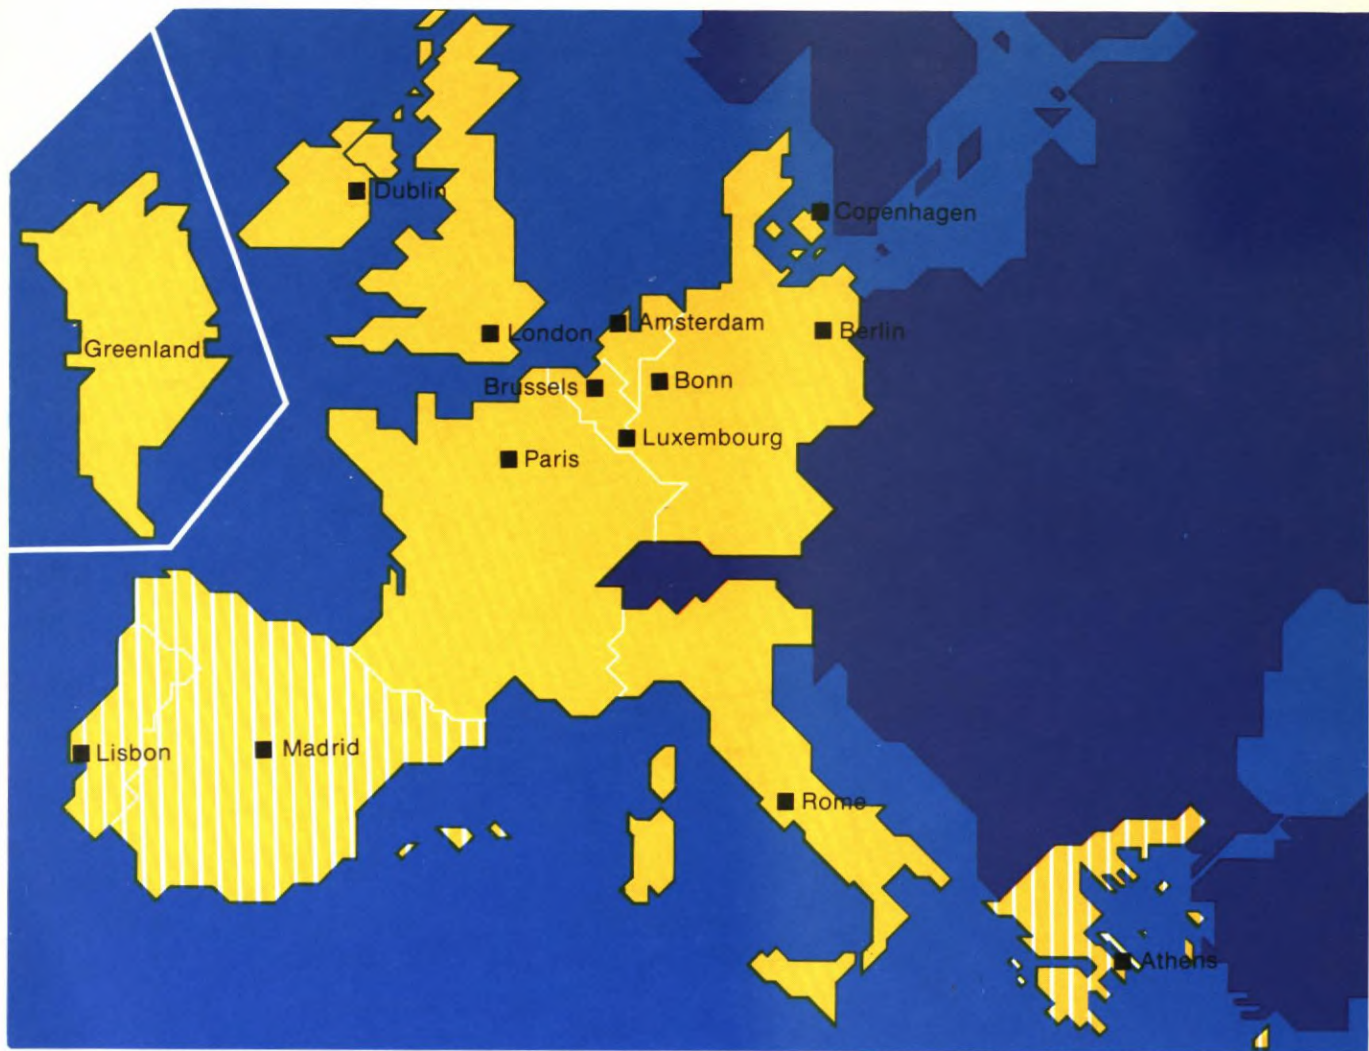 Dublin
Copenhagen
London
Amsterdam
Berlin
Greenland
Brussels
Bonn
Luxembourg
Paris
Lisbon
Madrid
Rome
Athens